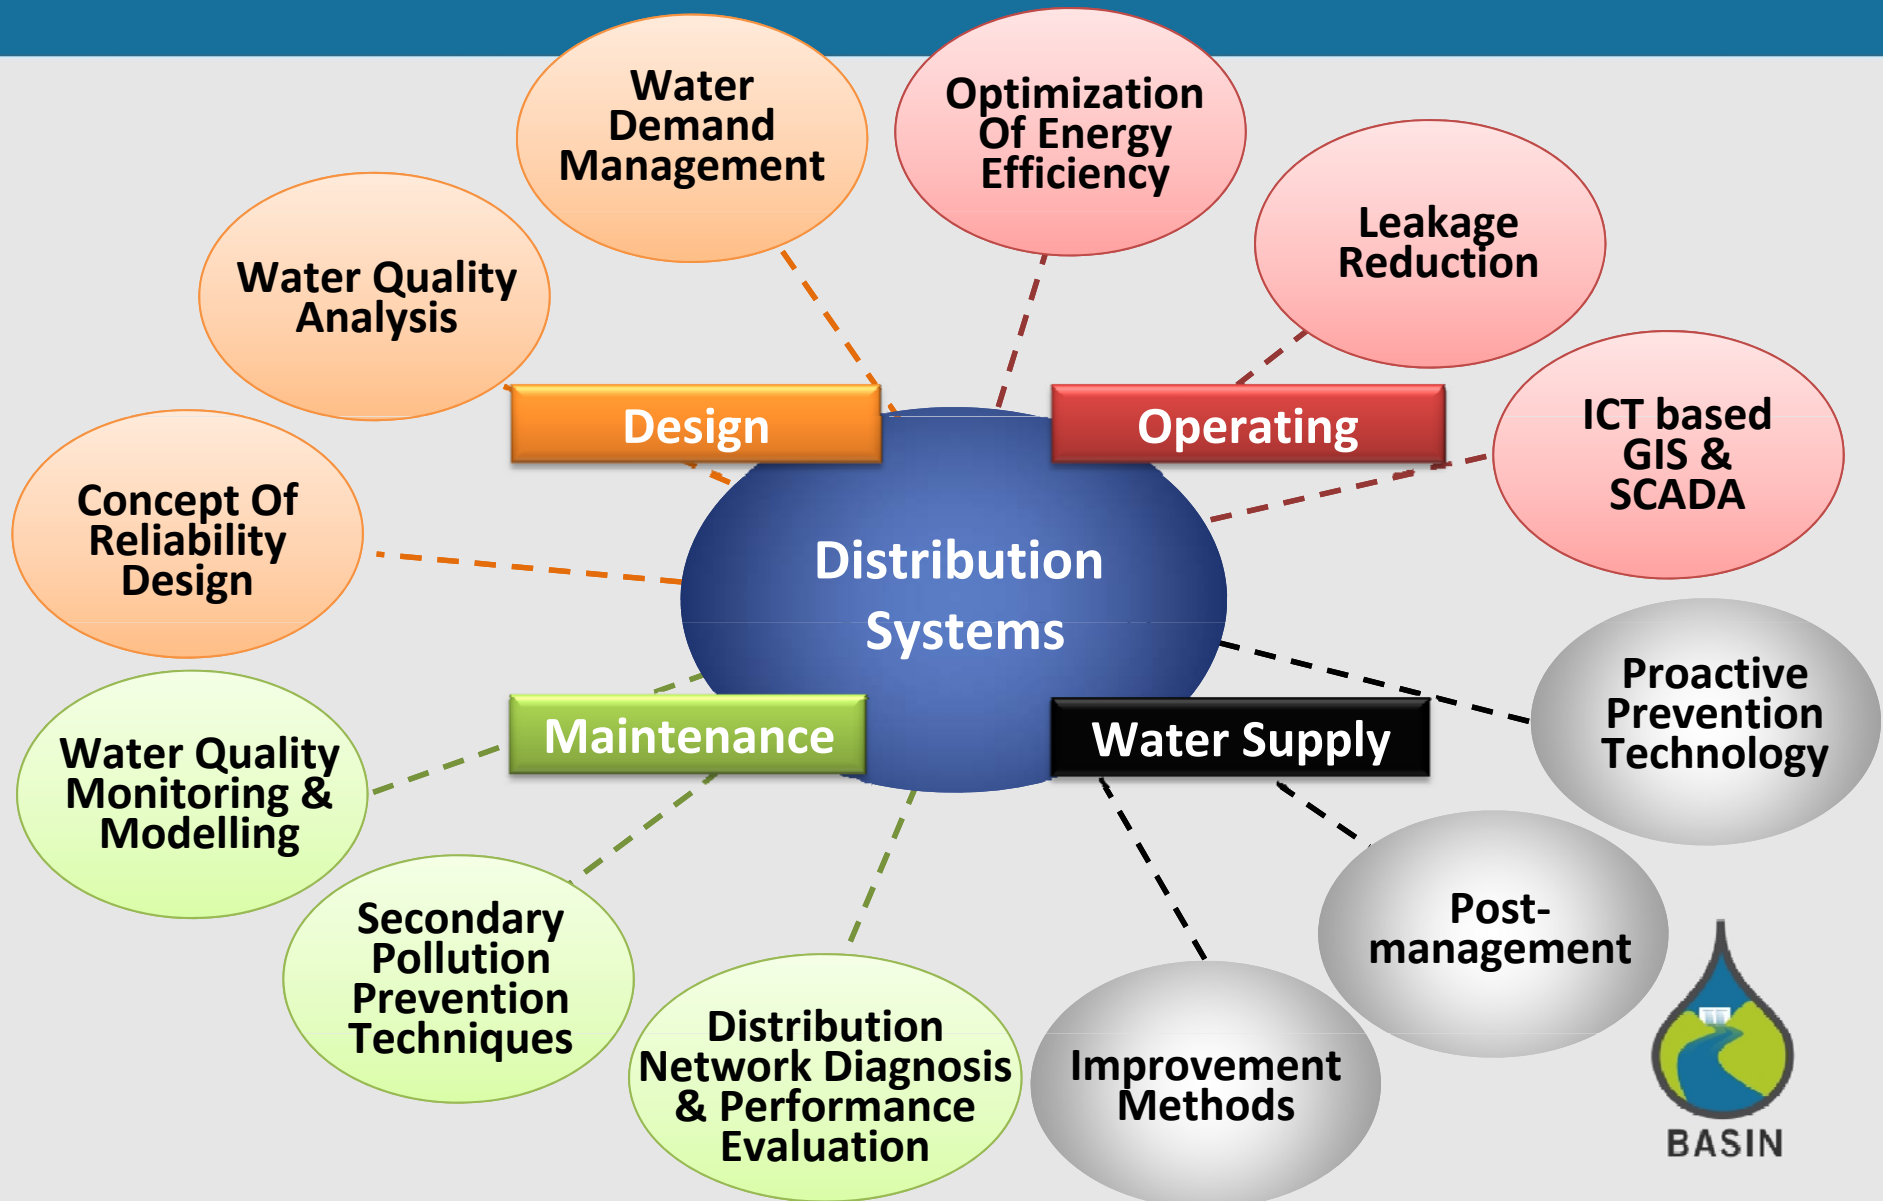 Water
Demand
Management
Optimization
Of Energy
Efficiency
Leakage
Reduction
Water Quality
Analysis
ICT based
GIS &
SCADA
Design
Operating
Concept Of
Reliability
Design
Distribution
Systems
Proactive
Prevention
Technology
Maintenance
Water Supply
Water Quality
Monitoring &
Modelling
Post-
management
Secondary
Pollution
Prevention
Techniques
Distribution
Network Diagnosis
& Performance
Evaluation
Improvement
Methods
BASIN